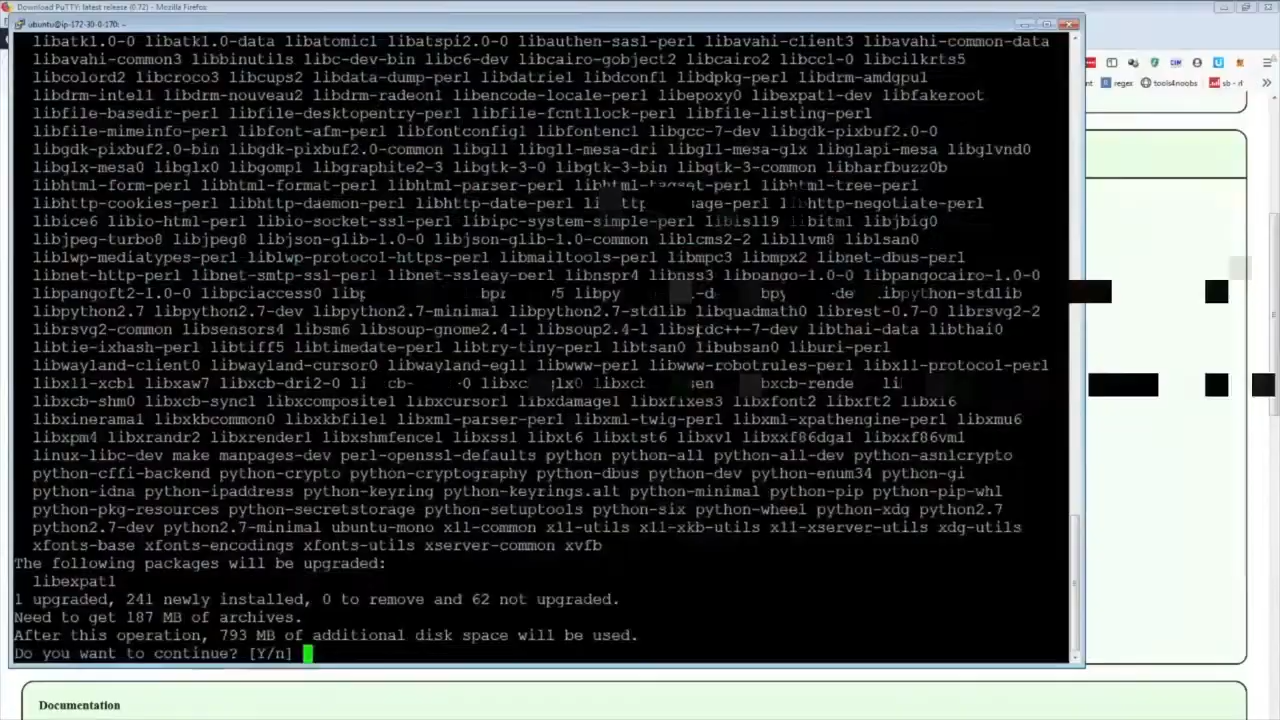 Download PuTTY: latest release (0.72) - Mozilla Firefox
ubuntu@ip-172-30-0-170: ~
libatk1.0-0 libatk1.0-data libatomic1 libatspi2.0-0 libauthen-sasl-perl libavahi-client3 libavahi-common-data
libavahi-common3 libbinutils libc-dev-bin libc6-dev libcairo-gobject2 libcairo2 libcc1-0 libcilkrts5
libcolord2 libcroco3 libcups2 libdata-dump-perl libdatrie1 libdconf1 libdpkg-perl libdrm-amdgpu1
libdrm-intel1 libdrm-nouveau2 libdrm-radeon1 libencode-locale-perl libepoxy0 libexpat1-dev libfakeroot
libfile-basedir-perl libfile-desktopentry-perl libfile-fcntllock-perl libfile-listing-perl
libfile-mimeinfo-perl libfont-afm-perl libfontconfig1 libfontenc1 libgcc-7-dev libgdk-pixbuf2.0-0
libgdk-pixbuf2.0-bin libgdk-pixbuf2.0-common libgl1 libgl1-mesa-dri libgl1-mesa-glx libglapi-mesa libglvnd0
libglx-mesa0 libglx0 libgomp1 libgraphite2-3 libgtk-3-0 libgtk-3-bin libgtk-3-common libharfbuzz0b
libhtml-form-perl libhtml-format-perl libhtml-parser-perl libhtml-tagset-perl libhtml-tree-perl
libhttp-cookies-perl libhttp-daemon-perl libhttp-date-perl libhttp-negotiate-perl
libice6 libio-html-perl libio-socket-ssl-perl libipc-system-simple-perl libisl19 libitm1 libjbig0
libjpeg-turbo8 libjpeg8 libjson-glib-1.0-0 libjson-glib-1.0-common liblcms2-2 libllvm8 liblsan0
liblwp-mediatypes-perl liblwp-protocol-https-perl libmailtools-perl libmpc3 libmpx2 libnet-dbus-perl
libnet-http-perl libnet-smtp-ssl-perl libnet-ssleay-perl libnspr4 libnss3 libpango-1.0-0 libpangocairo-1.0-0
libpangoft2-1.0-0 libpciaccess0 libpython-stdlib
libpython2.7 libpython2.7-dev libpython2.7-minimal libpython2.7-stdlib libquadmath0 librest-0.7-0 librsvg2-2
librsvg2-common libsensors4 libsm6 libsoup-gnome2.4-1 libsoup2.4-1 libstdc++-7-dev libthai-data libthai0
libtie-ixhash-perl libtiff5 libtimedate-perl libtry-tiny-perl libtsan0 libubsan0 liburi-perl
libwayland-client0 libwayland-cursor0 libwayland-egl1 libwww-perl libwww-robotrules-perl libx11-protocol-perl
libx11-xcb1 libxaw7 libxcb-dri2-0
libxcb-shm0 libxcb-sync1 libxcomposite1 libxcursor1 libxdamage1 libxfixes3 libxfont2 libxft2 libxi6
libxinerama1 libxkbcommon0 libxkbfile1 libxml-parser-perl libxml-twig-perl libxml-xpathengine-perl libxmu6
libxpm4 libxrandr2 libxrender1 libxshmfence1 libxss1 libxt6 libxtst6 libxv1 libxxf86dga1 libxxf86vm1
linux-libc-dev make manpages-dev perl-openssl-defaults python python-all python-all-dev python-asn1crypto
python-cffi-backend python-crypto python-cryptography python-dbus python-enum34 python-gi
python-idna python-ipaddress python-keyring python-keyrings.alt python-minimal python-pip python-pip-whl
python-pkg-resources python-secretstorage python-setuptools python-six python-wheel python-xdg python2.7
python2.7-dev python2.7-minimal ubuntu-mono x11-common x11-utils x11-xkb-utils x11-xserver-utils xdg-utils
xfonts-base xfonts-encodings xfonts-utils xserver-common xvfb
The following packages will be upgraded:
libexpat1
1 upgraded, 241 newly installed, 0 to remove and 62 not upgraded.
Need to get 187 MB of archives.
After this operation, 793 MB of additional disk space will be used.
Do you want to continue? [Y/n]
regex tools4noobs
Documentation